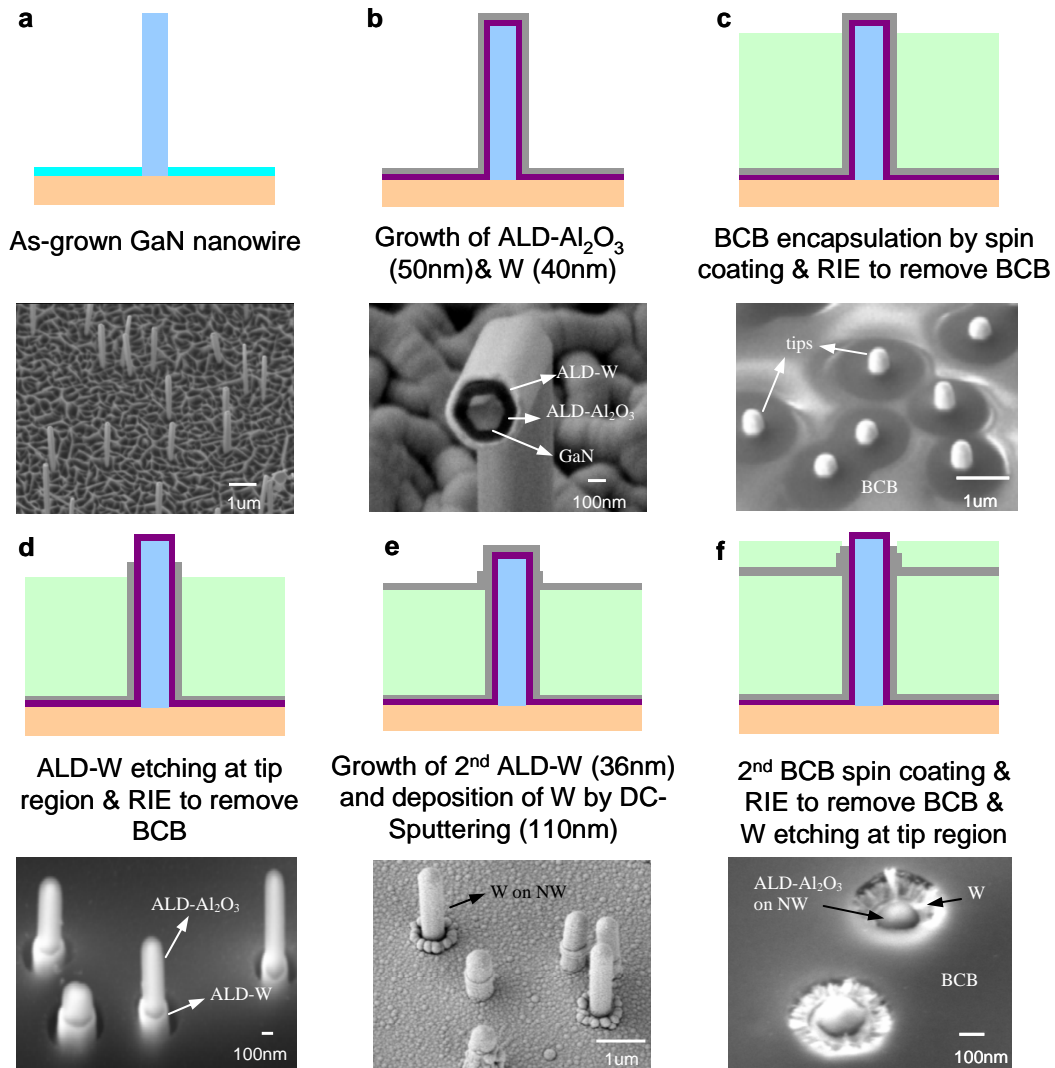 a
As-grown GaN nanowire
1um
b
Growth of ALD-Al₂O₃
(50nm)& W (40nm)
ALD-W
ALD-Al₂O₃
GaN
100nm
c
BCB encapsulation by spin
coating & RIE to remove BCB
tips
BCB
1um
d
ALD-W etching at tip
region & RIE to remove
BCB
ALD-Al₂O₃
ALD-W
100nm
e
Growth of 2ⁿᵈ ALD-W (36nm)
and deposition of W by DC-
Sputtering (110nm)
W on NW
1um
f
2ⁿᵈ BCB spin coating &
RIE to remove BCB &
W etching at tip region
ALD-Al₂O₃
on NW
W
BCB
100nm